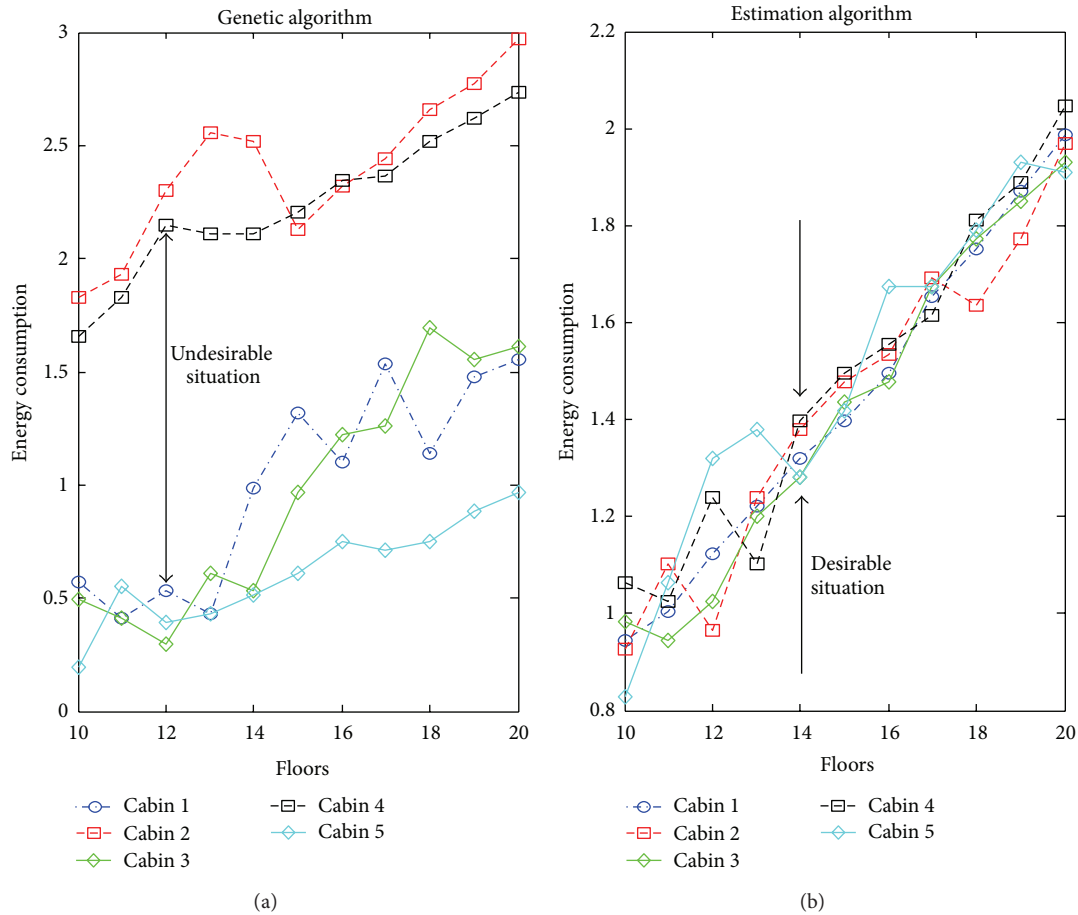 Genetic algorithm
3
2.5
2
1.5
1
0.5
0
Energy consumption
Undesirable
situation
10
12
14
16
18
20
Floors
Cabin 1
Cabin 2
Cabin 3
Cabin 4
Cabin 5
(a)
Estimation algorithm
2.2
2
1.8
1.6
1.4
1.2
1
0.8
Energy consumption
Desirable
situation
10
12
14
16
18
20
Floors
Cabin 1
Cabin 2
Cabin 3
Cabin 4
Cabin 5
(b)